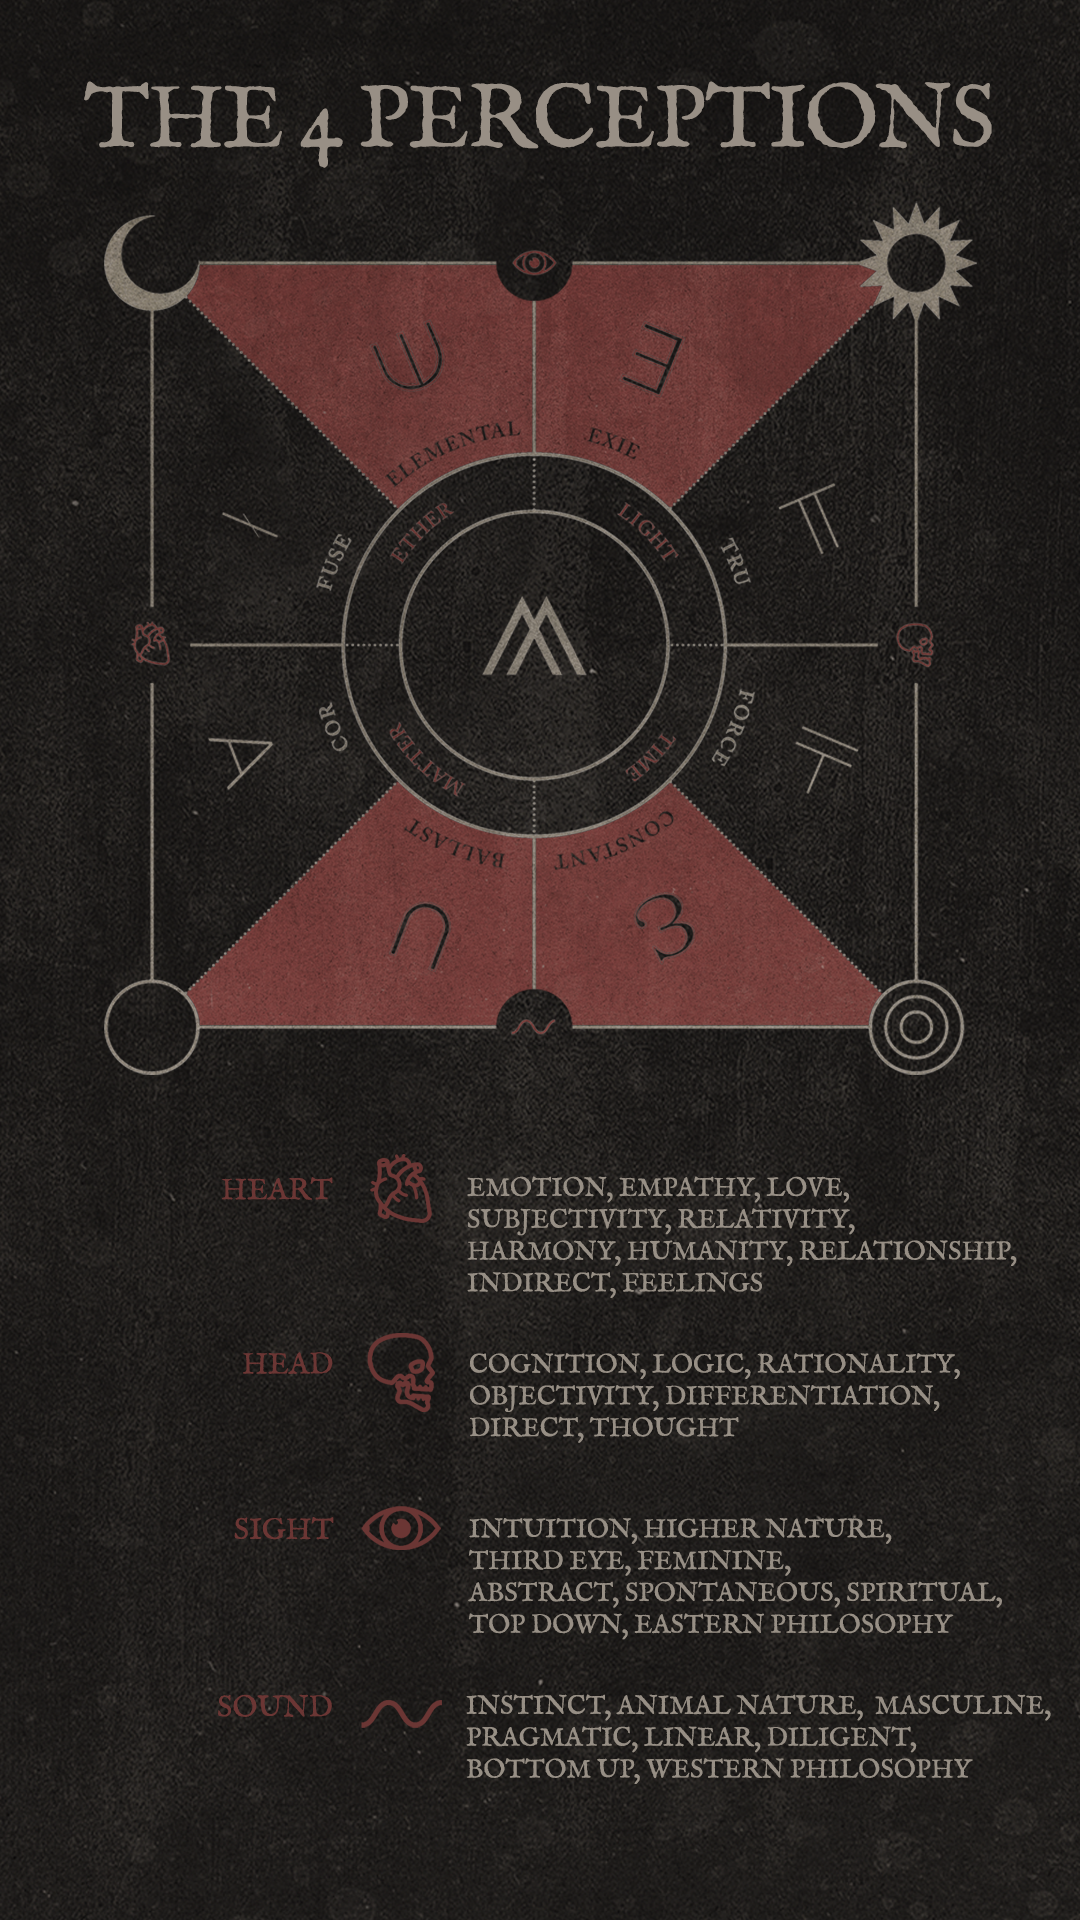 THE 4 PERCEPTIONS
ELEMENTAL
EXIE
ETHER
LIGHT
FUSE
TRU
COR
FORCE
MATTER
TIME
BALLAST
CONSTANT
HEART
EMOTION, EMPATHY, LOVE,
SUBJECTIVITY, RELATIVITY,
HARMONY, HUMANITY, RELATIONSHIP,
INDIRECT, FEELINGS
HEAD
COGNITION, LOGIC, RATIONALITY,
OBJECTIVITY, DIFFERENTIATION,
DIRECT, THOUGHT
SIGHT
INTUITION, HIGHER NATURE,
THIRD EYE, FEMININE,
ABSTRACT, SPONTANEOUS, SPIRITUAL,
TOP DOWN, EASTERN PHILOSOPHY
SOUND
INSTINCT, ANIMAL NATURE, MASCULINE,
PRAGMATIC, LINEAR, DILIGENT,
BOTTOM UP, WESTERN PHILOSOPHY